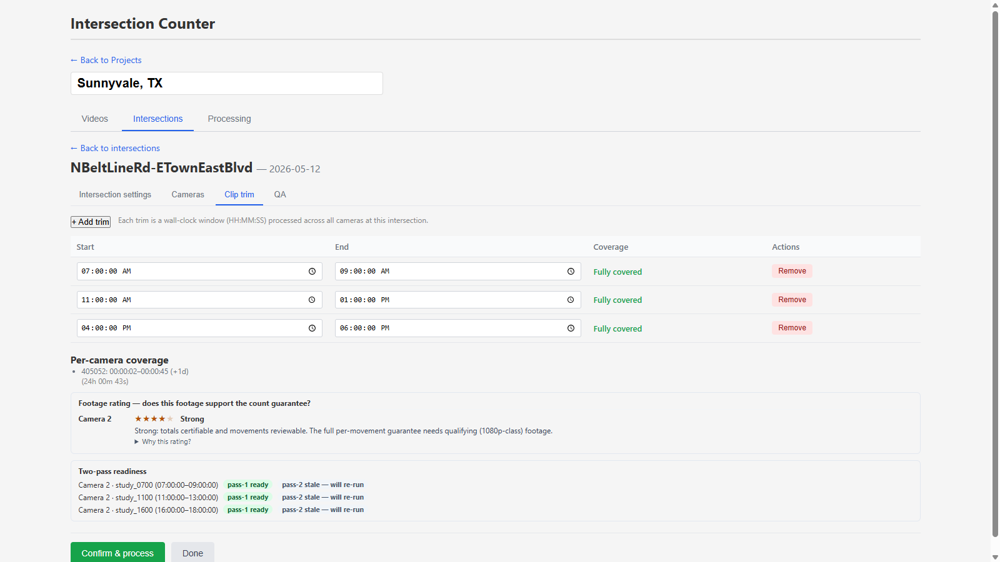 Intersection Counter
← Back to Projects
Sunnyvale, TX
Videos Intersections Processing
← Back to intersections
NBeltLineRd-ETownEastBlvd — 2026-05-12
Intersection settings Cameras Clip trim QA
+ Add trim Each trim is a wall-clock window (HH:MM:SS) processed across all cameras at this intersection.
Start End Coverage Actions
07:00:00 AM 09:00:00 AM Fully covered Remove
11:00:00 AM 01:00:00 PM Fully covered Remove
04:00:00 PM 06:00:00 PM Fully covered Remove
Per-camera coverage
• 405052: 00:00:02–00:00:45 (+1d)
(24h 00m 43s)
Footage rating — does this footage support the count guarantee?
Camera 2 ★★★★★ Strong
Strong: totals certifiable and movements reviewable. The full per-movement guarantee needs qualifying (1080p-class) footage.
▶ Why this rating?
Two-pass readiness
Camera 2 · study_0700 (07:00:00–09:00:00) pass-1 ready pass-2 stale — will re-run
Camera 2 · study_1100 (11:00:00–13:00:00) pass-1 ready pass-2 stale — will re-run
Camera 2 · study_1600 (16:00:00–18:00:00) pass-1 ready pass-2 stale — will re-run
Confirm & process Done